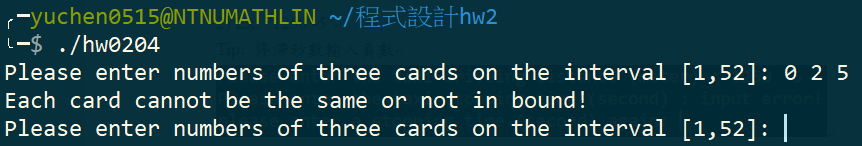 ╭─yuchen0515@NTNUMATHLIN ~/程式設計hw2
╰─$ ./hw0204
Please enter numbers of three cards on the interval [1,52]: 0 2 5
Each card cannot be the same or not in bound!
Please enter numbers of three cards on the interval [1,52]: